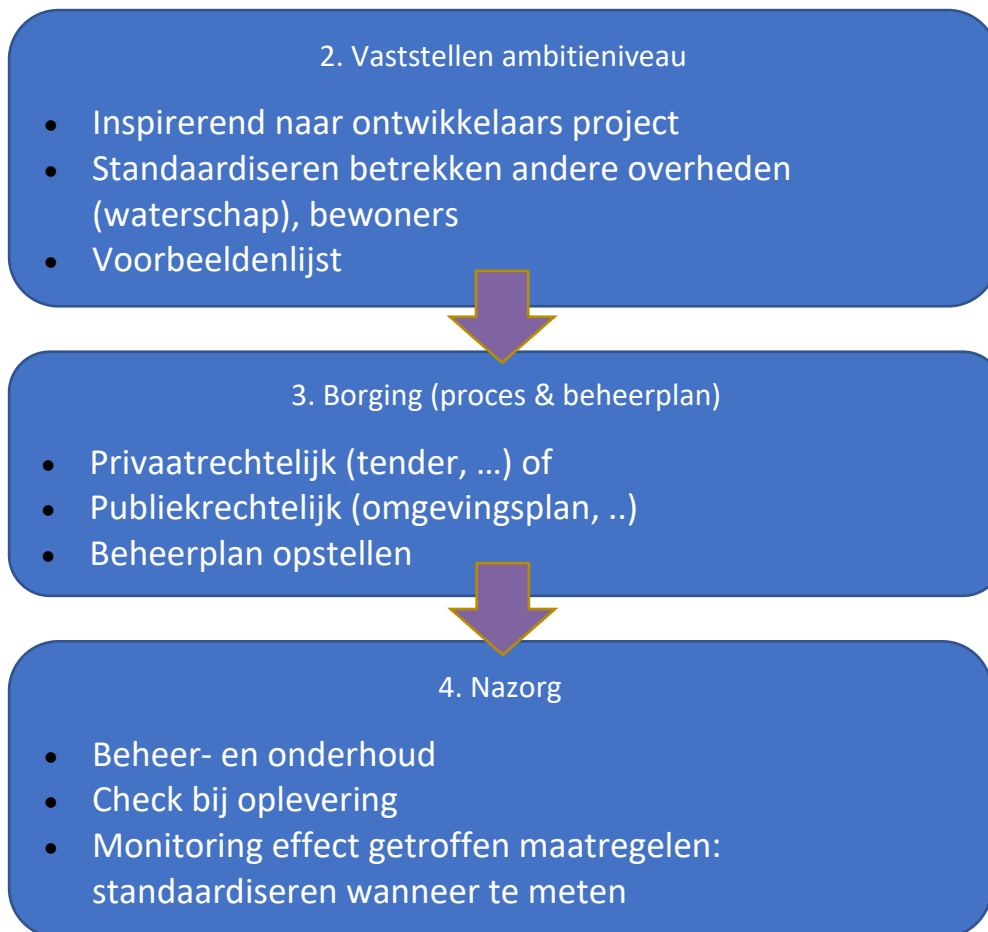 2. Vaststellen ambitieniveau
• Inspirerend naar ontwikkelaars project
• Standaardiseren betrekken andere overheden
(waterschap), bewoners
• Voorbeeldenlijst
3. Borging (proces & beheerplan)
• Privaatrechtelijk (tender, …) of
• Publiekrechtelijk (omgevingsplan, ..)
• Beheerplan opstellen
4. Nazorg
• Beheer- en onderhoud
• Check bij oplevering
• Monitoring effect getroffen maatregelen:
standaardiseren wanneer te meten